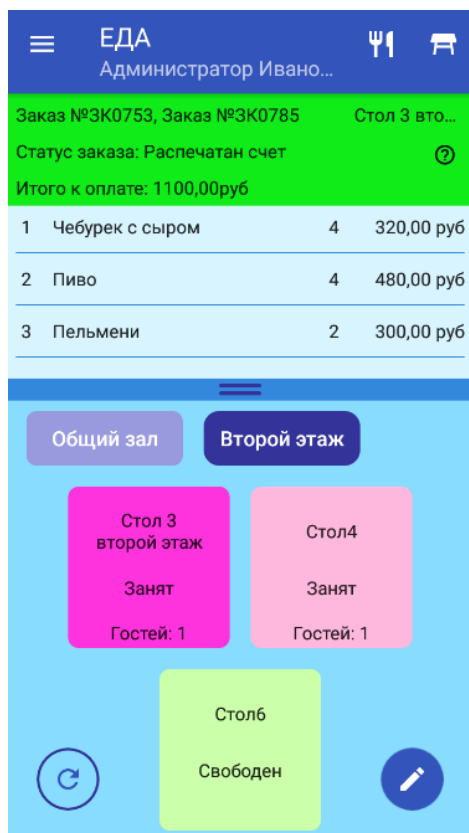 ЕДА
Администратор Ивано...
Заказ №ЗК0753, Заказ №ЗК0785 Стол 3 вто...
Статус заказа: Распечатан счет
Итого к оплате: 1100,00руб
1 Чебурек с сыром 4 320,00 руб
2 Пиво 4 480,00 руб
3 Пельмени 2 300,00 руб
Общий зал Второй этаж
Стол 3
второй этаж
Занят
Гостей: 1
Стол4
Занят
Гостей: 1
Стол6
Свободен